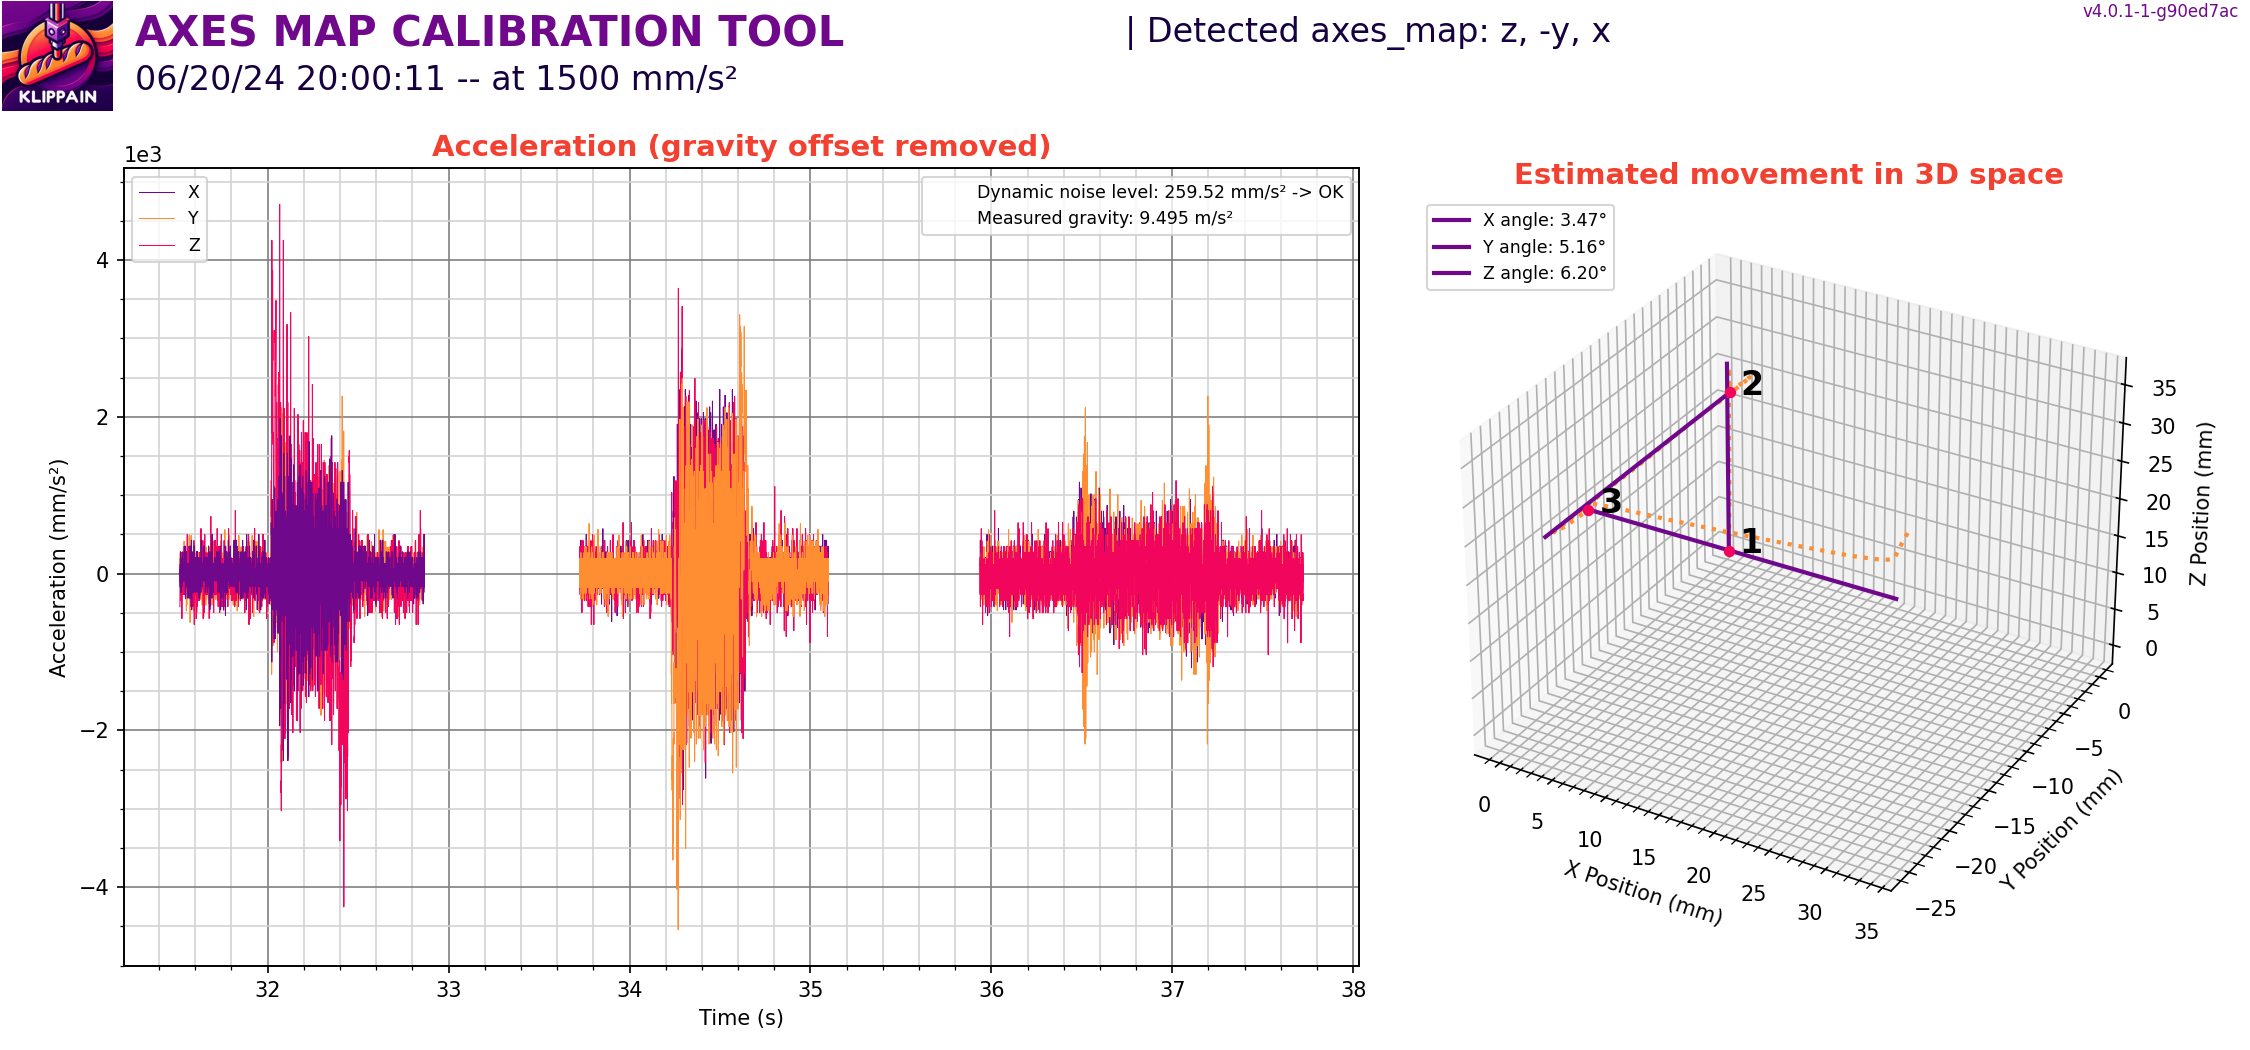 AXES MAP CALIBRATION TOOL
| Detected axes_map: z, -y, x
v4.0.1-1-g90ed7ac
06/20/24 20:00:11 -- at 1500 mm/s²
KLIPPAIN
Acceleration (gravity offset removed)
1e3
X
Y
Z
Dynamic noise level: 259.52 mm/s² -> OK
Measured gravity: 9.495 m/s²
Acceleration (mm/s²)
4
2
0
−2
−4
32
33
34
35
36
37
38
Time (s)
Estimated movement in 3D space
X angle: 3.47°
Y angle: 5.16°
Z angle: 6.20°
2
3
1
35
30
25
20
15
10
5
0
Z Position (mm)
0
−5
−10
−15
−20
−25
Y Position (mm)
0
5
10
15
20
25
30
35
X Position (mm)